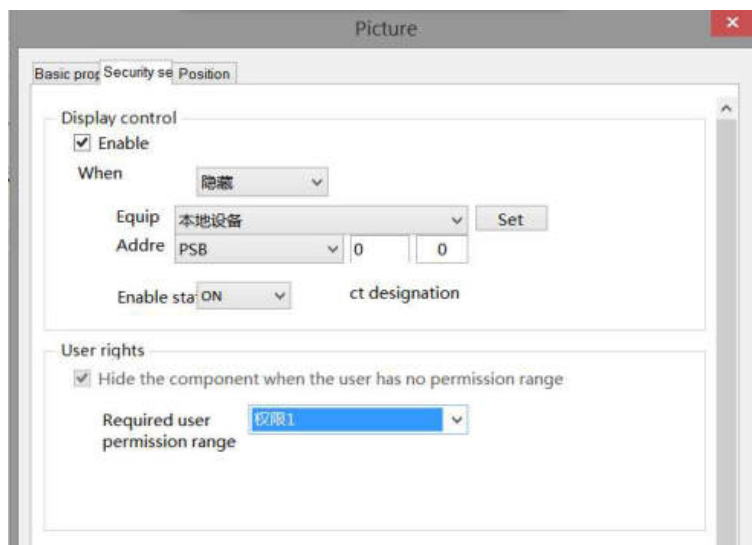 Picture
Basic prop Security se Position
Display control
Enable
When 隐藏
Equip 本地设备 Set
Addre PSB 0 0
Enable sta ON ct designation
User rights
Hide the component when the user has no permission range
Required user 权限1
permission range